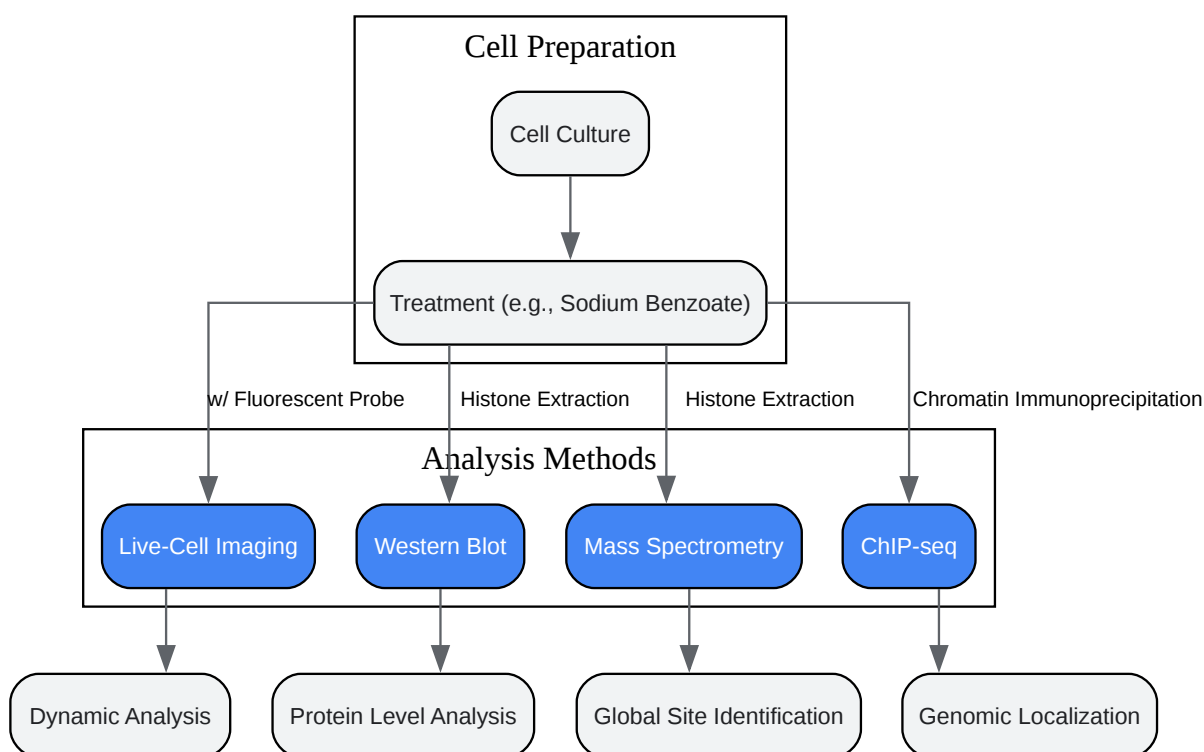 Cell Preparation
Cell Culture
Treatment (e.g., Sodium Benzoate)
w/ Fluorescent Probe
Histone Extraction
Histone Extraction
Chromatin Immunoprecipitation
Analysis Methods
Live-Cell Imaging
Western Blot
Mass Spectrometry
ChIP-seq
Dynamic Analysis
Protein Level Analysis
Global Site Identification
Genomic Localization